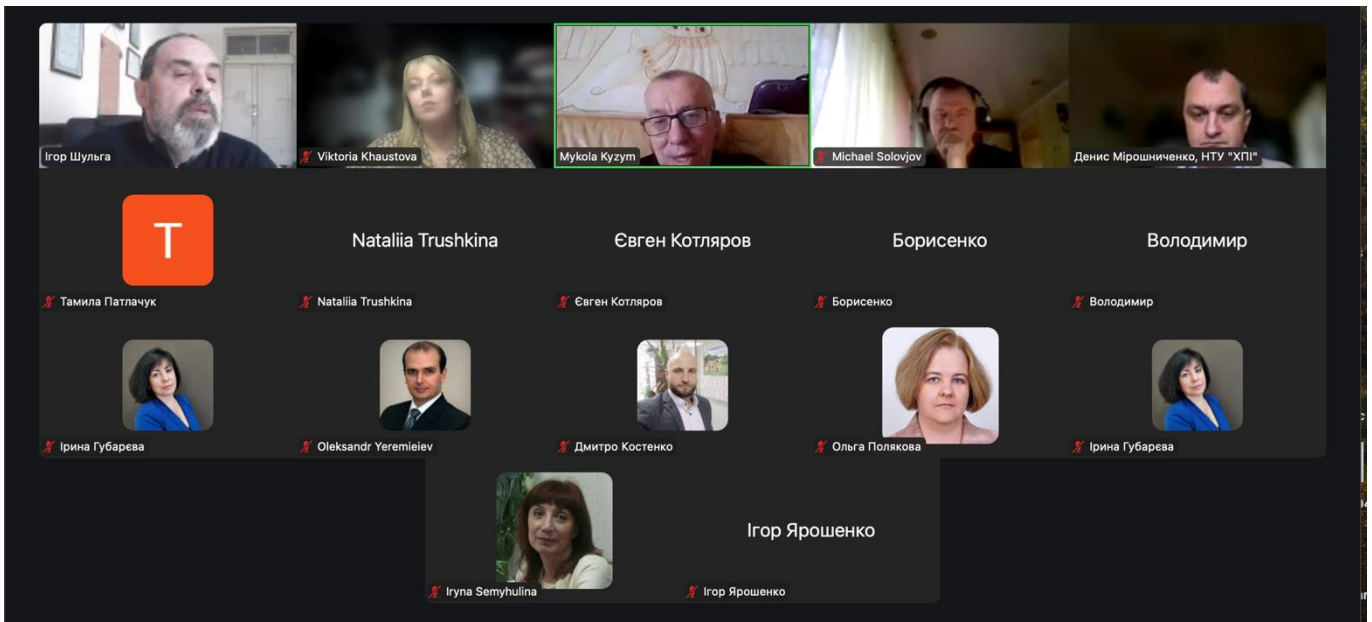 Ігор Шульга
Viktoria Khaustova
Mykola Kyzym
Michael Solovjov
Денис Мірошниченко, НТУ "ХПІ"
T
Nataliia Trushkina
Євген Котляров
Борисенко
Володимир
Тамила Патлачук
Nataliia Trushkina
Євген Котляров
Борисенко
Володимир
Ірина Губарєва
Oleksandr Yeremieiev
Дмитро Костенко
Ольга Полякова
Ірина Губарєва
Ігор Ярошенко
Iryna Semyhulina
Ігор Ярошенко